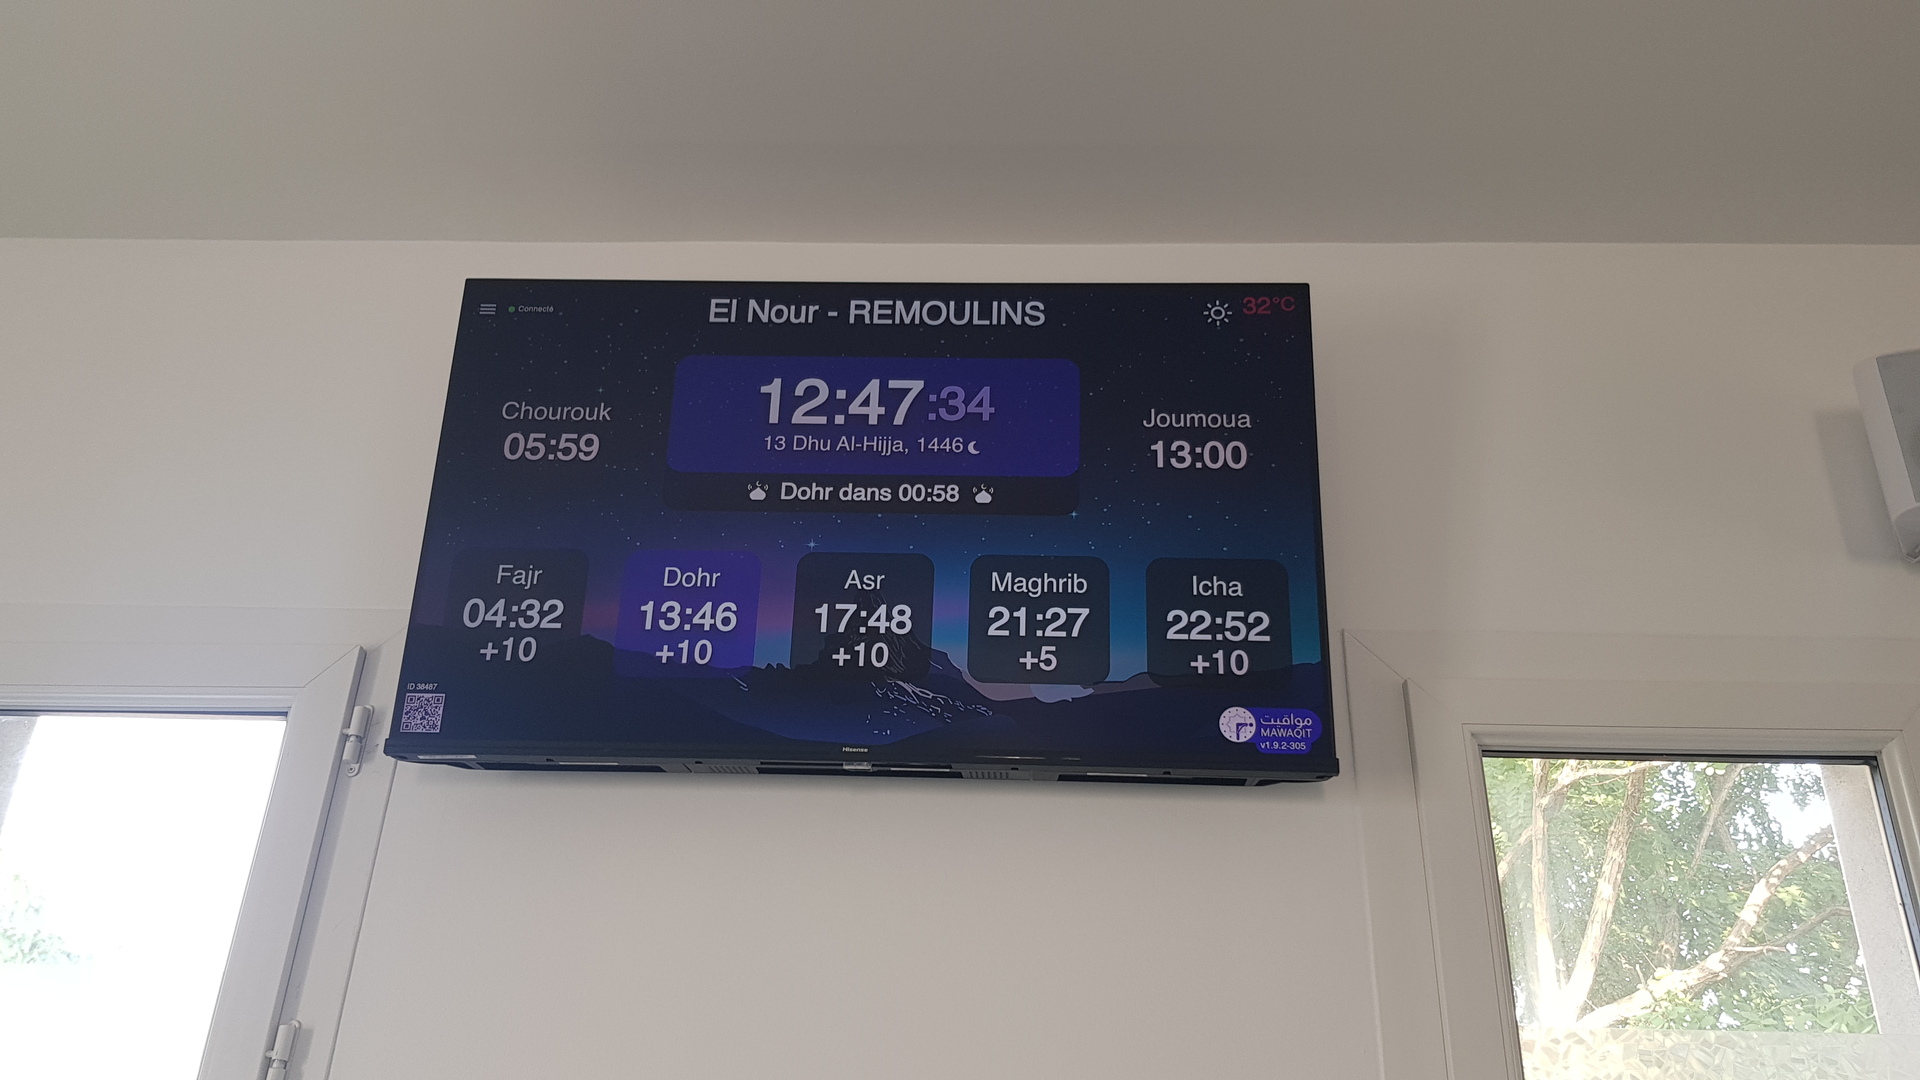 Connecté
El Nour - REMOULINS
32°C
12:47:34
13 Dhu Al-Hijja, 1446
Chourouk
05:59
Joumoua
13:00
Dohr dans 00:58
Fajr
04:32
+10
Dohr
13:46
+10
Asr
17:48
+10
Maghrib
21:27
+5
Icha
22:52
+10
ID 38487
مواقيت
MAWAQIT
v1.9.2-305
Hisense